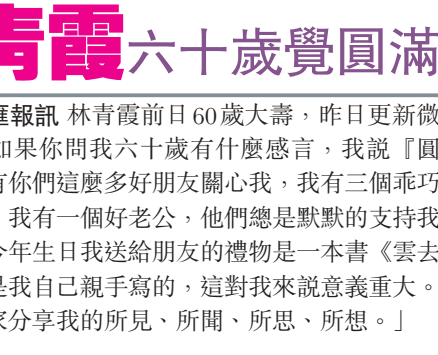 青霞六十歲覺圓滿
匯報訊 林青霞前日60歲大壽，昨日更新微
如果你問我六十歲有什麼感言，我說『圓
有你們這麼多好朋友關心我，我有三個乖巧
，我有一個好老公，他們總是默默的支持我
今年生日我送給朋友的禮物是一本書《雲去
是我自己親手寫的，這對我來說意義重大。
家分享我的所見、所聞、所思、所想。」